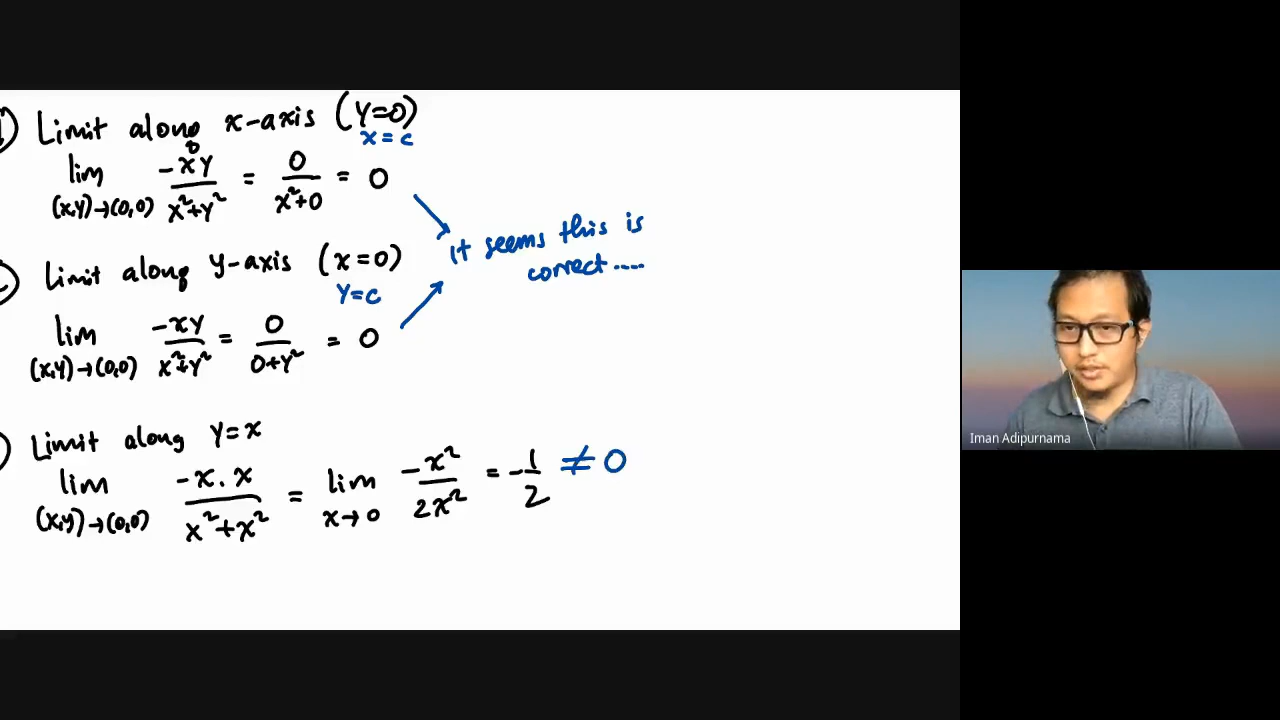 1) Limit along x-axis (y=0)
x=c
lim (x,y)→(0,0) -xy/x²+y² = 0/x²+0 = 0
It seems this is
correct ....
Limit along y-axis (x=0)
y=c
lim (x,y)→(0,0) -xy/x²+y² = 0/0+y² = 0
Limit along y=x
lim (x,y)→(0,0) -x.x/x²+x² = lim x→0 -x²/2x² = -1/2 ≠ 0
Iman Adipurnama